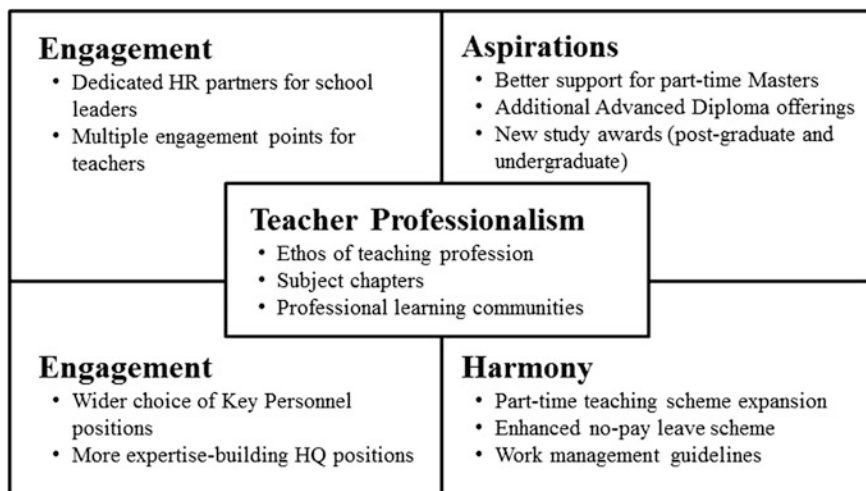 Engagement
• Dedicated HR partners for school
leaders
• Multiple engagement points for
teachers
Aspirations
• Better support for part-time Masters
• Additional Advanced Diploma offerings
• New study awards (post-graduate and
undergraduate)
Teacher Professionalism
• Ethos of teaching profession
• Subject chapters
• Professional learning communities
Engagement
• Wider choice of Key Personnel
positions
• More expertise-building HQ positions
Harmony
• Part-time teaching scheme expansion
• Enhanced no-pay leave scheme
• Work management guidelines